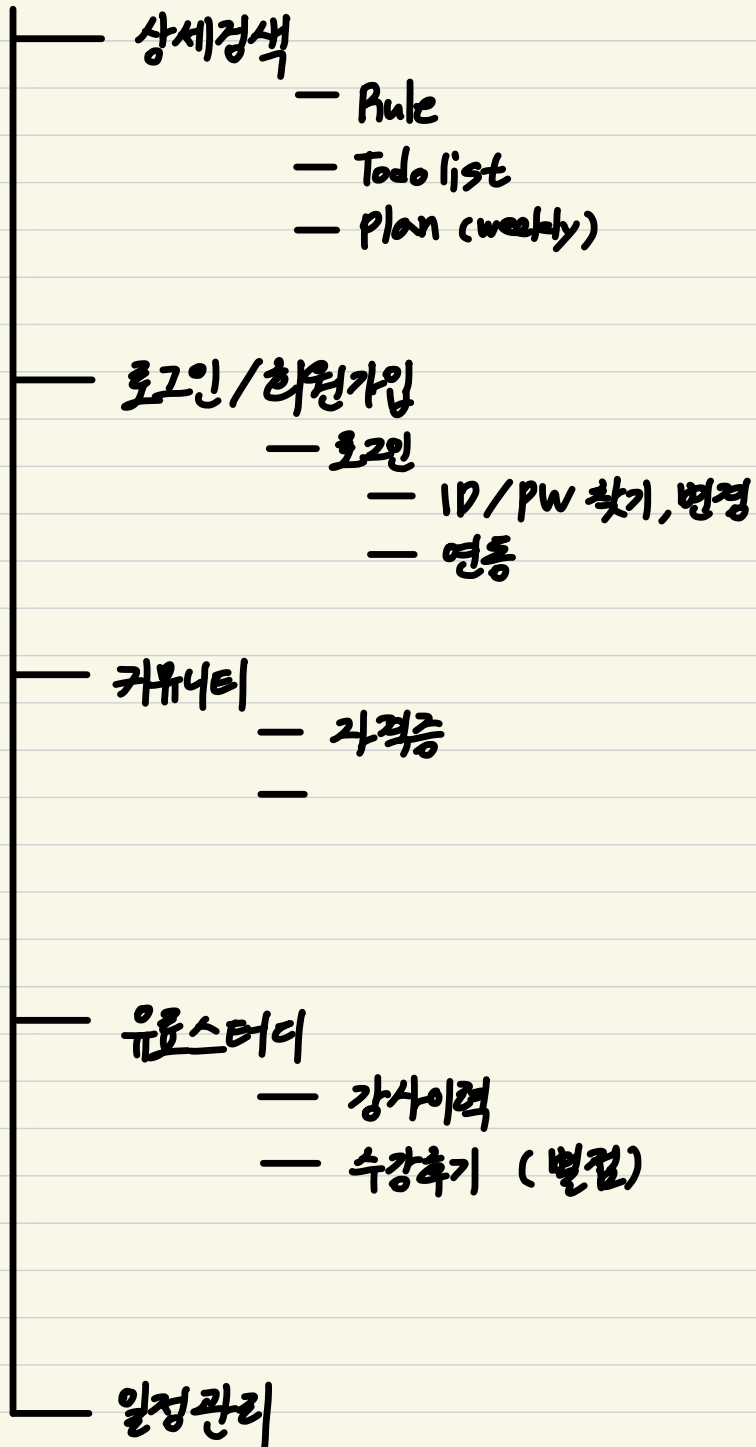 상세검색
Rule
Todo list
Plan (weekly)
로그인 / 회원가입
로그인
ID / PW 찾기, 변경
연동
커뮤니티
자격증
유료스터디
강사이력
수강후기 (별점)
일정관리